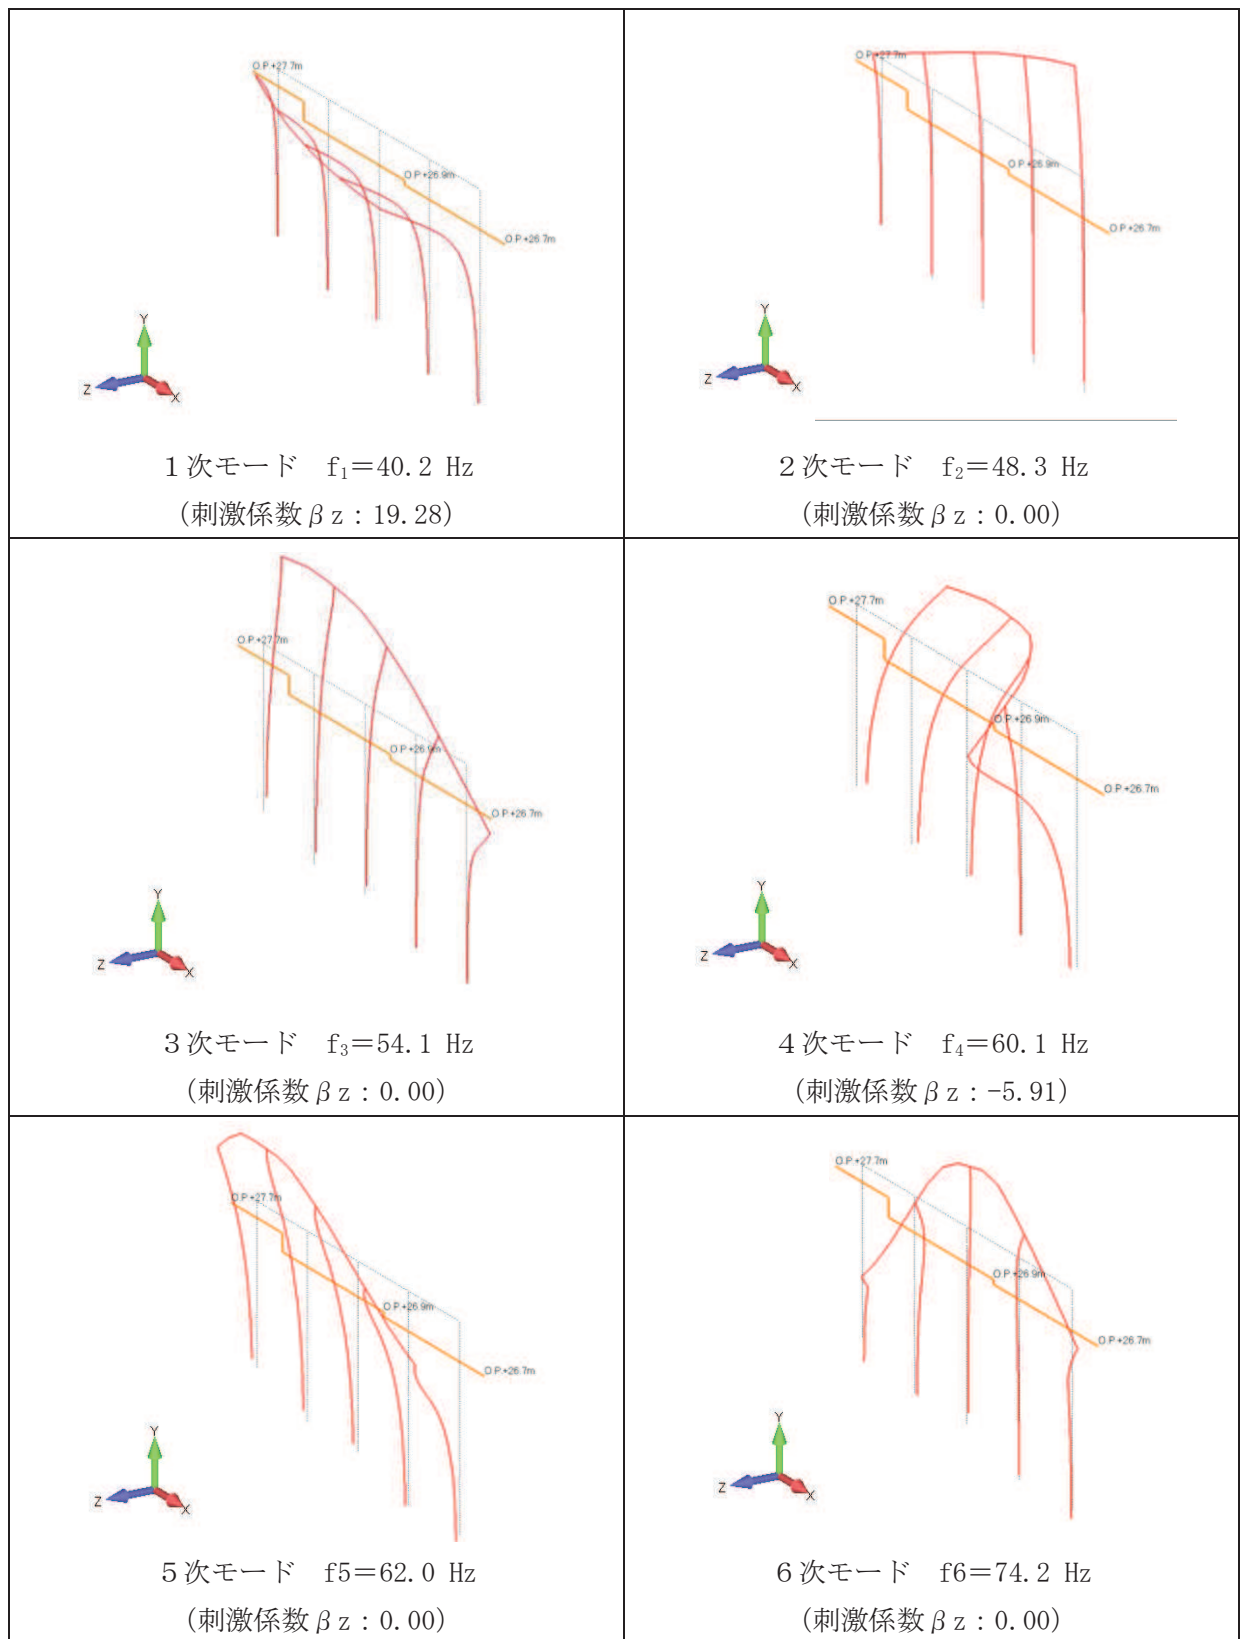 O.P.+27.7m
O.P.+26.9m
O.P.+26.7m
Y
Z
X
1次モード f₁=40.2 Hz
(刺激係数βz:19.28)
O.P.+27.7m
O.P.+26.9m
O.P.+26.7m
Y
Z
X
2次モード f₂=48.3 Hz
(刺激係数βz:0.00)
O.P.+27.7m
O.P.+26.9m
O.P.+26.7m
Y
Z
X
3次モード f₃=54.1 Hz
(刺激係数βz:0.00)
O.P.+27.7m
O.P.+26.9m
O.P.+26.7m
Y
Z
X
4次モード f₄=60.1 Hz
(刺激係数βz:-5.91)
O.P.+27.7m
O.P.+26.9m
O.P.+26.7m
Y
Z
X
5次モード f5=62.0 Hz
(刺激係数βz:0.00)
O.P.+27.7m
O.P.+26.9m
O.P.+26.7m
Y
Z
X
6次モード f6=74.2 Hz
(刺激係数βz:0.00)